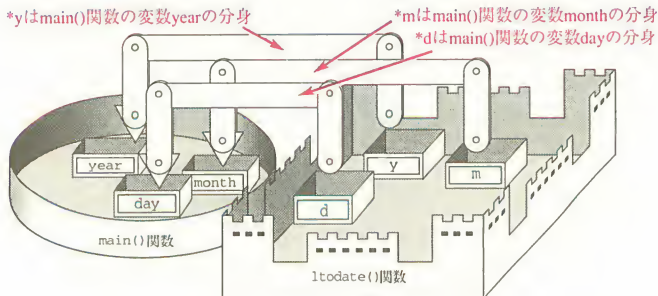 *yはmain()関数の変数yearの分身
*mはmain()関数の変数monthの分身
*dはmain()関数の変数dayの分身
year
month
day
y
m
d
main()関数
ltodate()関数